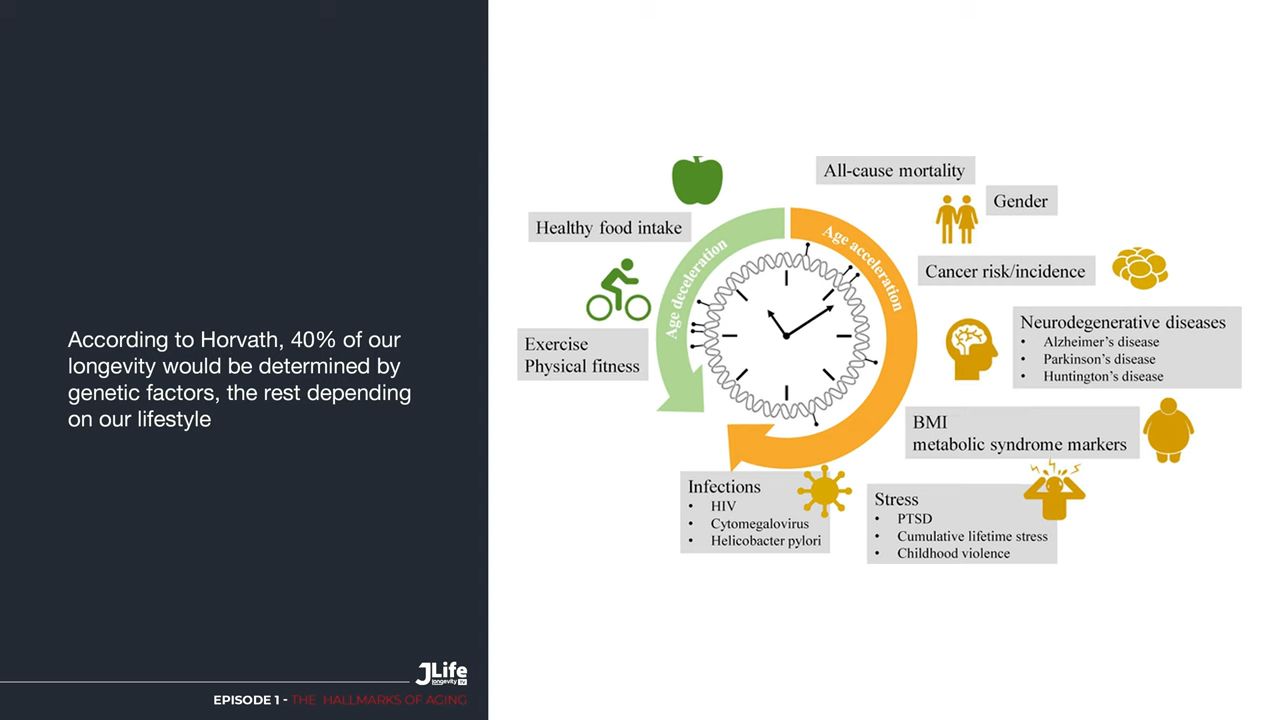 According to Horvath, 40% of our
longevity would be determined by
genetic factors, the rest depending
on our lifestyle
JLife
longevity TV
EPISODE 1 - THE HALLMARKS OF AGING
Healthy food intake
Exercise
Physical fitness
Age deceleration
Age acceleration
All-cause mortality
Gender
Cancer risk/incidence
Neurodegenerative diseases
• Alzheimer's disease
• Parkinson's disease
• Huntington's disease
BMI
metabolic syndrome markers
Infections
• HIV
• Cytomegalovirus
• Helicobacter pylori
Stress
• PTSD
• Cumulative lifetime stress
• Childhood violence